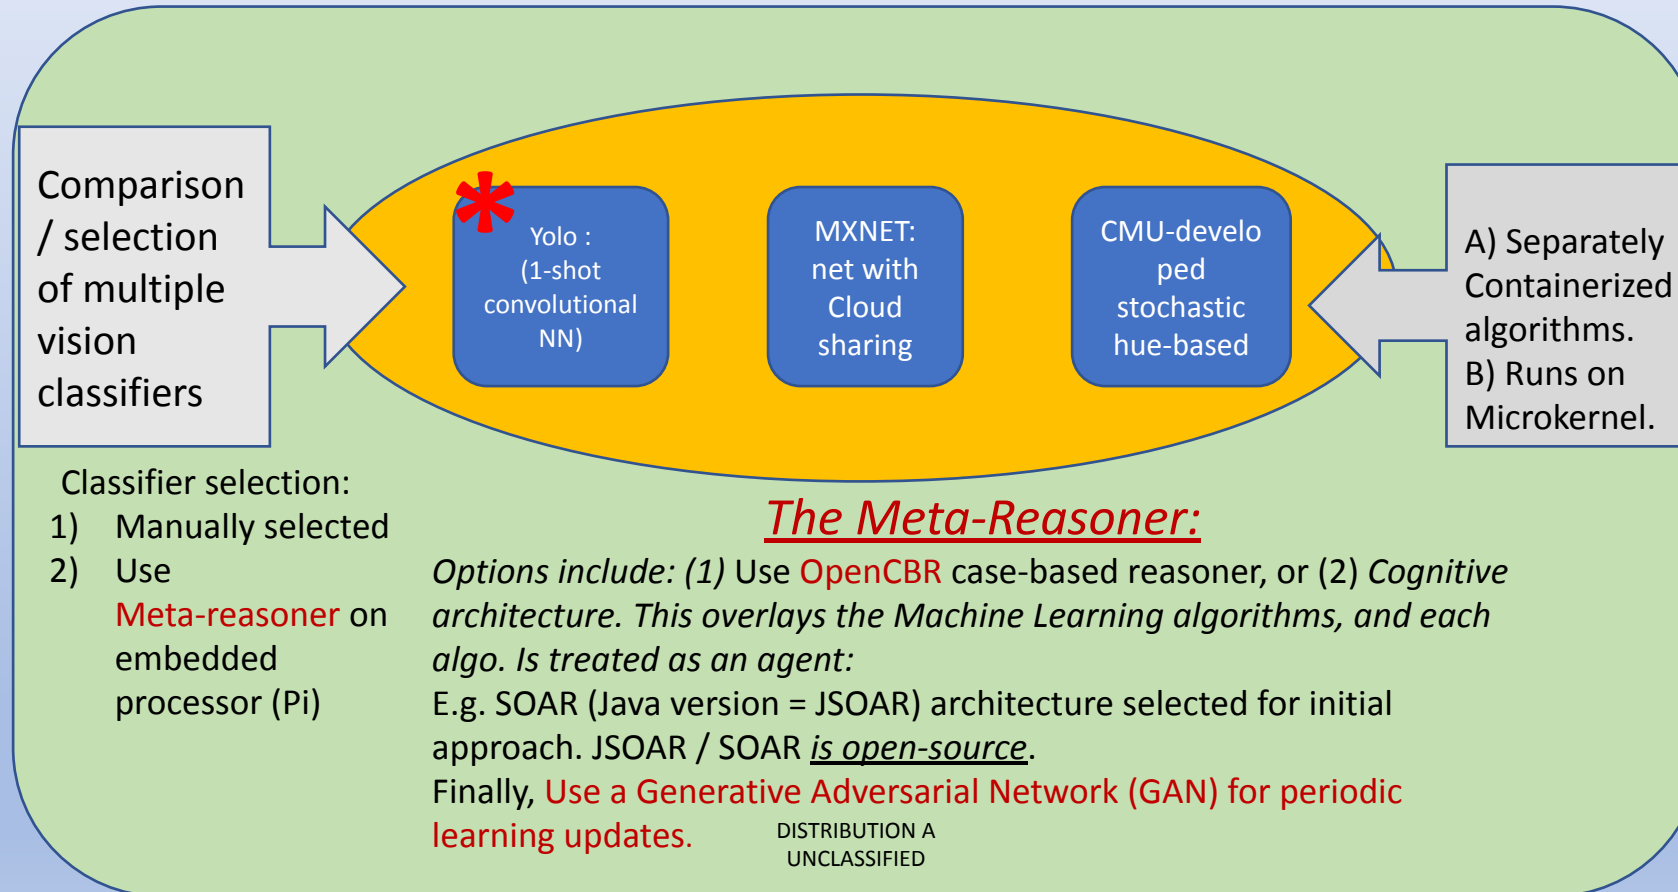 Comparison
/ selection
of multiple
vision
classifiers
*
Yolo :
(1-shot
convolutional
NN)
MXNET:
net with
Cloud
sharing
CMU-develo
ped
stochastic
hue-based
A) Separately
Containerized
algorithms.
B) Runs on
Microkernel.
Classifier selection:
1) Manually selected
2) Use
Meta-reasoner on
embedded
processor (Pi)
The Meta-Reasoner:
Options include: (1) Use OpenCBR case-based reasoner, or (2) Cognitive
architecture. This overlays the Machine Learning algorithms, and each
algo. Is treated as an agent:
E.g. SOAR (Java version = JSOAR) architecture selected for initial
approach. JSOAR / SOAR is open-source.
Finally, Use a Generative Adversarial Network (GAN) for periodic
learning updates.
DISTRIBUTION A
UNCLASSIFIED